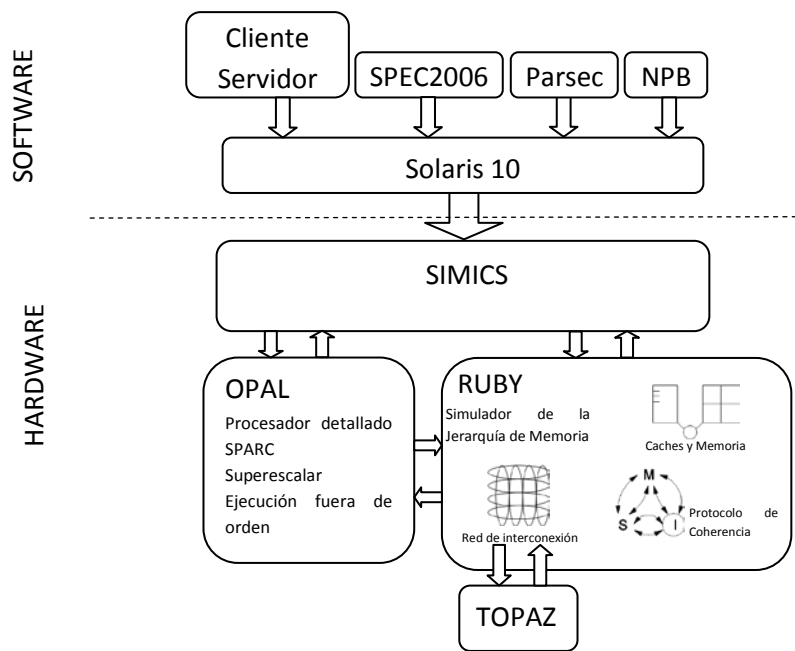 SOFTWARE
Cliente
Servidor
SPEC2006
Parsec
NPB
Solaris 10
HARDWARE
SIMICS
OPAL
Procesador detallado
SPARC
Superescalar
Ejecución fuera de
orden
RUBY
Simulador de la
Jerarquía de Memoria
Caches y Memoria
Red de interconexión
M
S
I
Protocolo de
Coherencia
TOPAZ